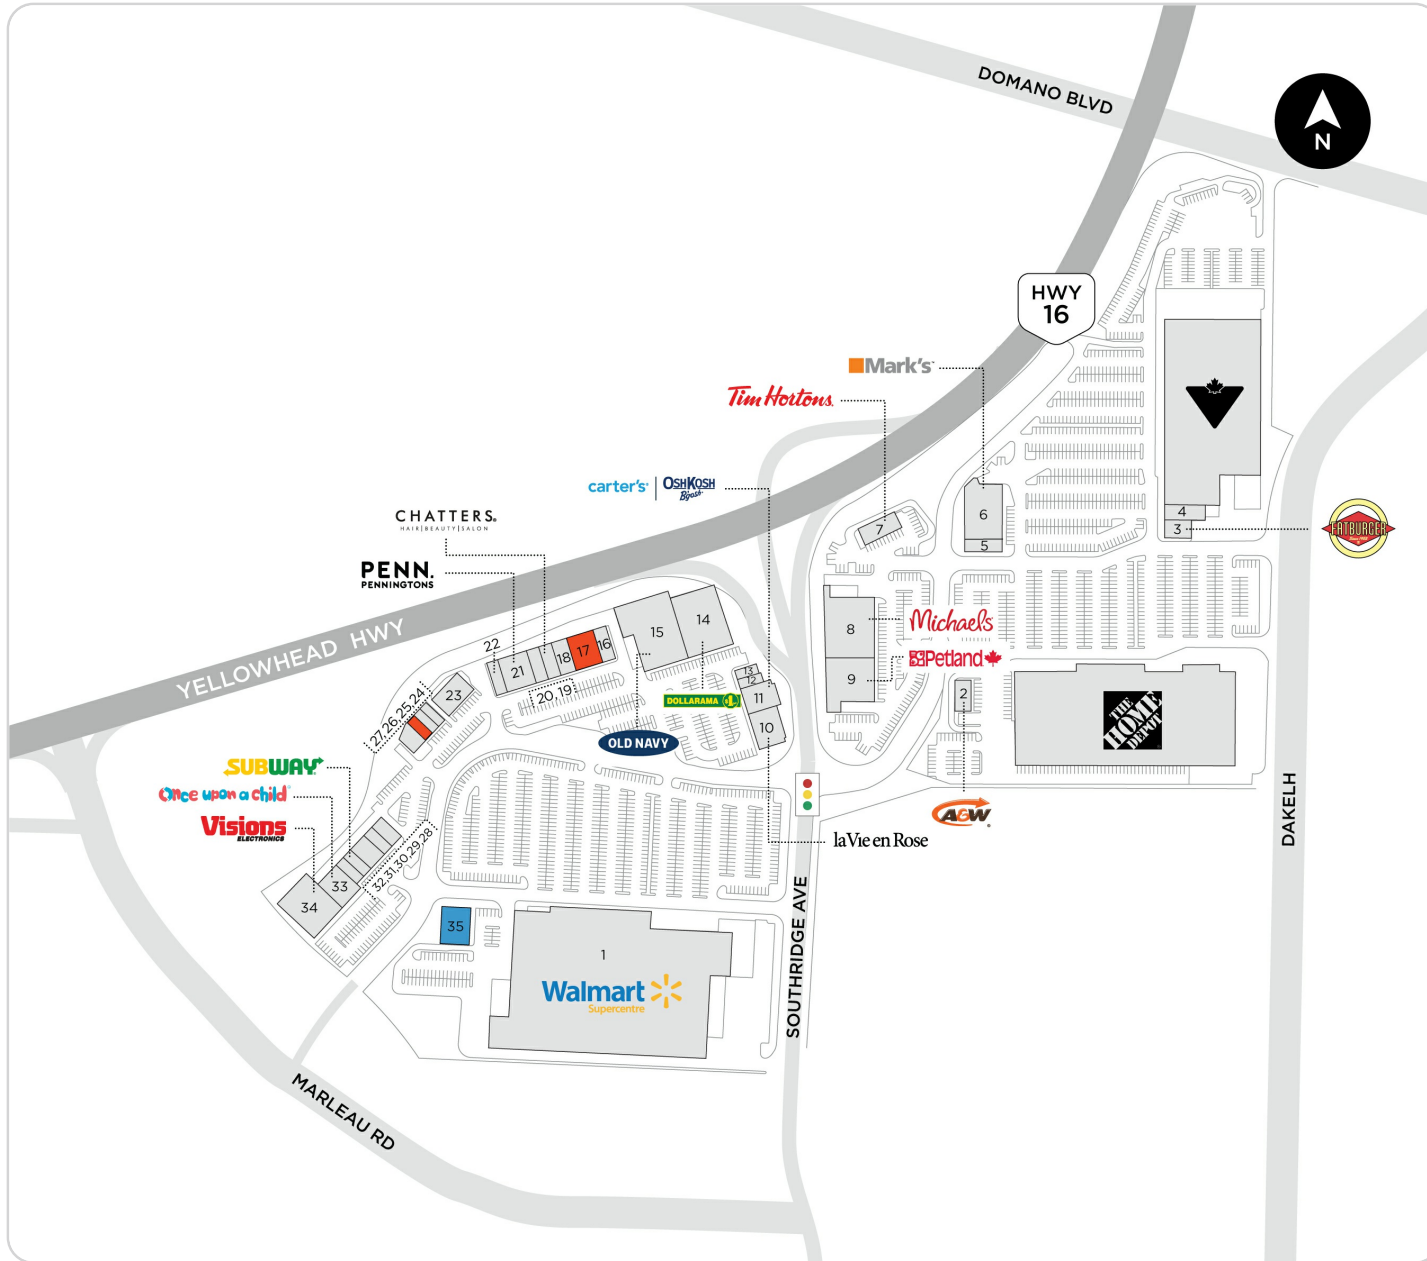 DOMANO BLVD
N
HWY
16
Mark's
Tim Hortons.
carter's
OSHKOSH
B'gosh
CHATTERS.
HAIR|BEAUTY|SALON
PENN.
PENNINGTONS
YELLOWHEAD HWY
4
3
FATBURGER
6
5
7
14
15
16
17
18
20,19
21
22
8
Michaels
9
Petland
2
13
12
11
10
DOLLARAMA
OLD NAVY
THE
HOME
DEPOT
23
27,26,25,24
SUBWAY
Once upon a child
Visions
ELECTRONICS
A&W
la Vie en Rose
32,31,30,29,28
33
34
35
1
Walmart
Supercentre
SOUTHRIDGE AVE
DAKELH
MARLEAU RD